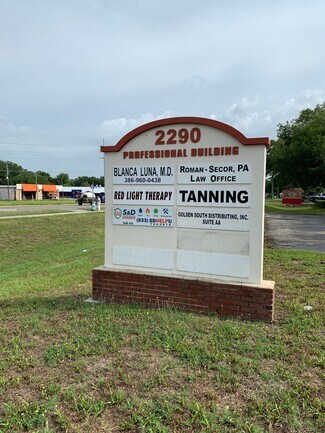 2290
PROFESSIONAL BUILDING
BLANCA LUNA, M.D.
386-960-0438
ROMAN-SECOR, PA
LAW OFFICE
RED LIGHT THERAPY
TANNING
S&D
GOLDEN SOUTH DISTRIBUTING, INC.
SUITE AA